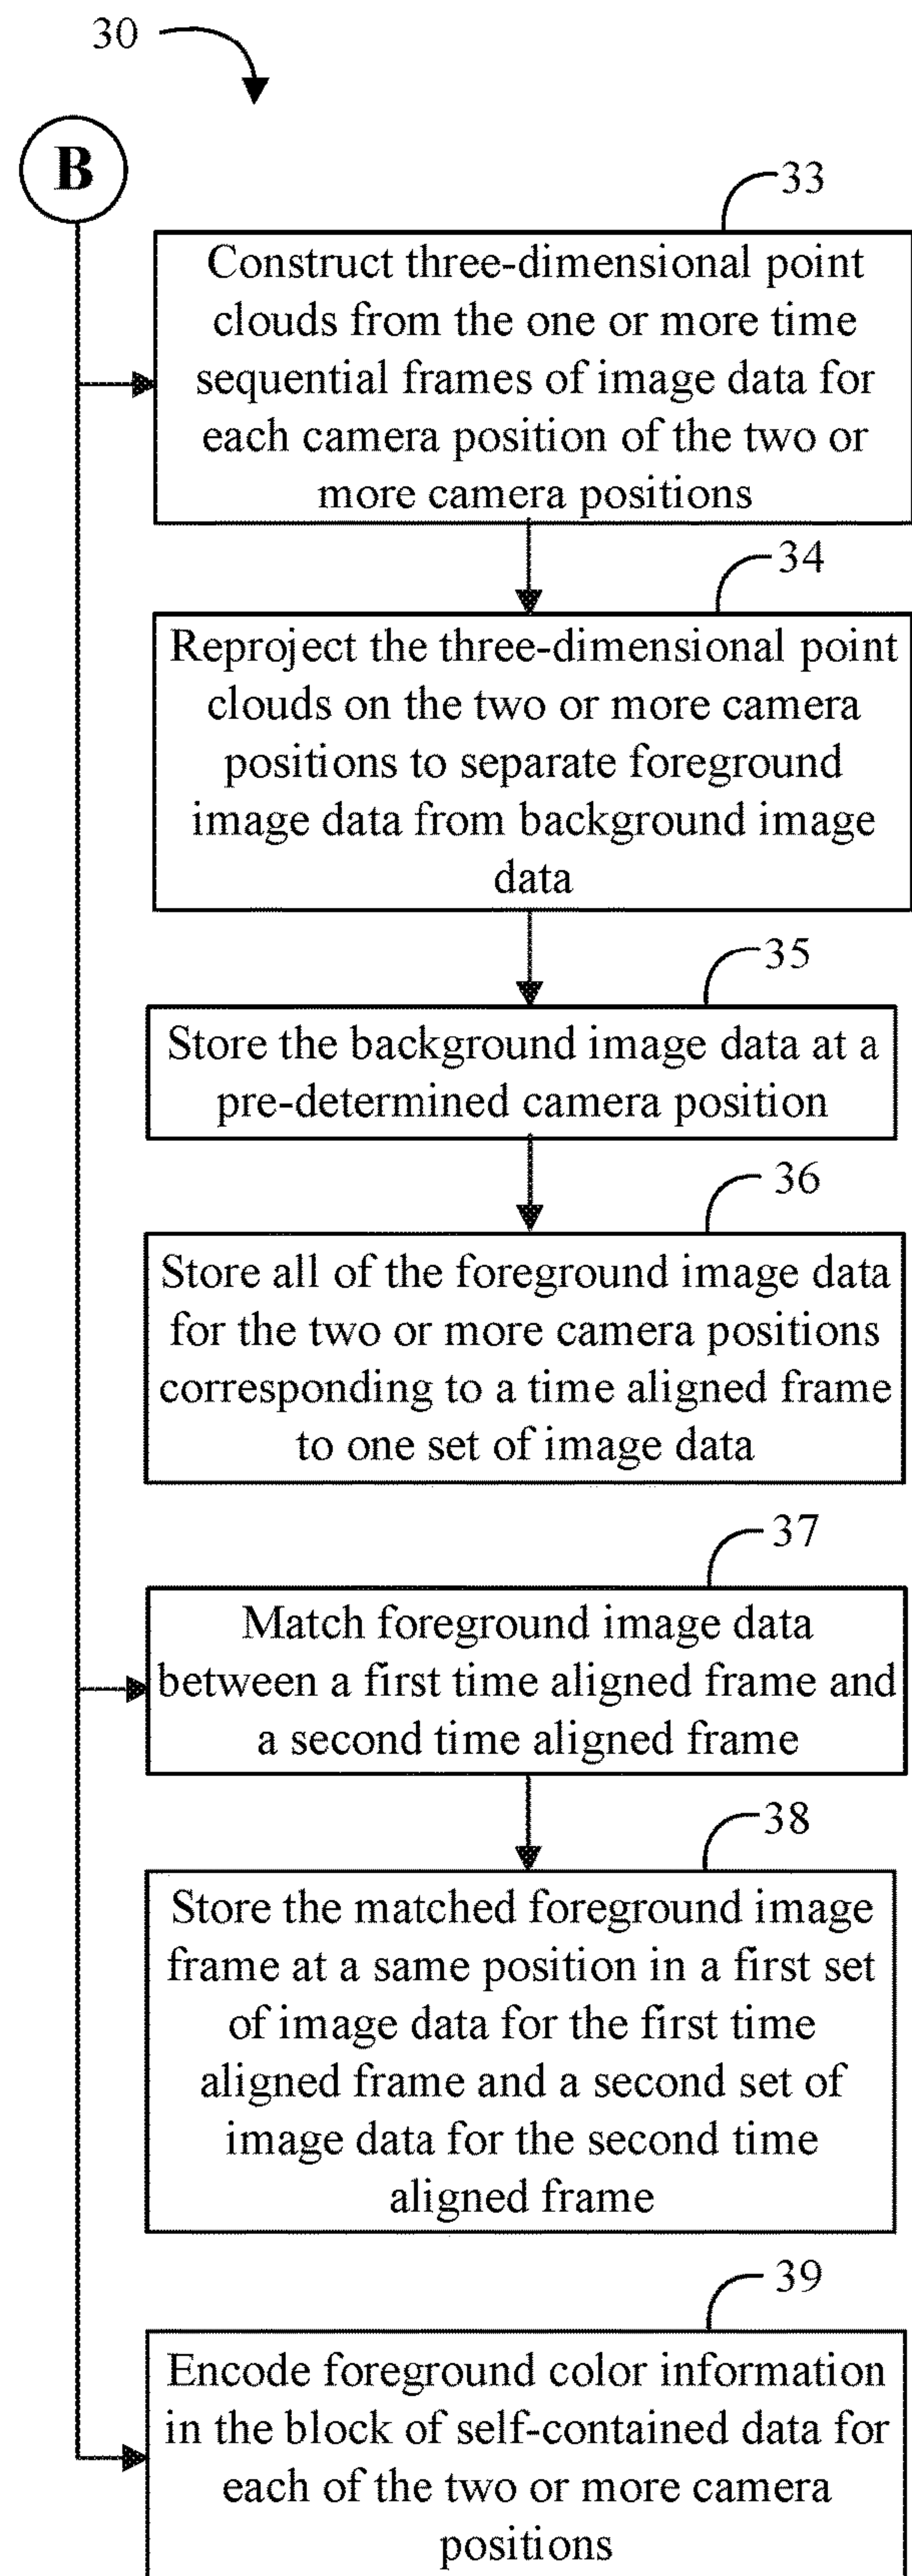 30
B
33
Construct three-dimensional point
clouds from the one or more time
sequential frames of image data for
each camera position of the two or
more camera positions
34
Reproject the three-dimensional point
clouds on the two or more camera
positions to separate foreground
image data from background image
data
35
Store the background image data at a
pre-determined camera position
36
Store all of the foreground image data
for the two or more camera positions
corresponding to a time aligned frame
to one set of image data
37
Match foreground image data
between a first time aligned frame and
a second time aligned frame
38
Store the matched foreground image
frame at a same position in a first set
of image data for the first time
aligned frame and a second set of
image data for the second time
aligned frame
39
Encode foreground color information
in the block of self-contained data for
each of the two or more camera
positions